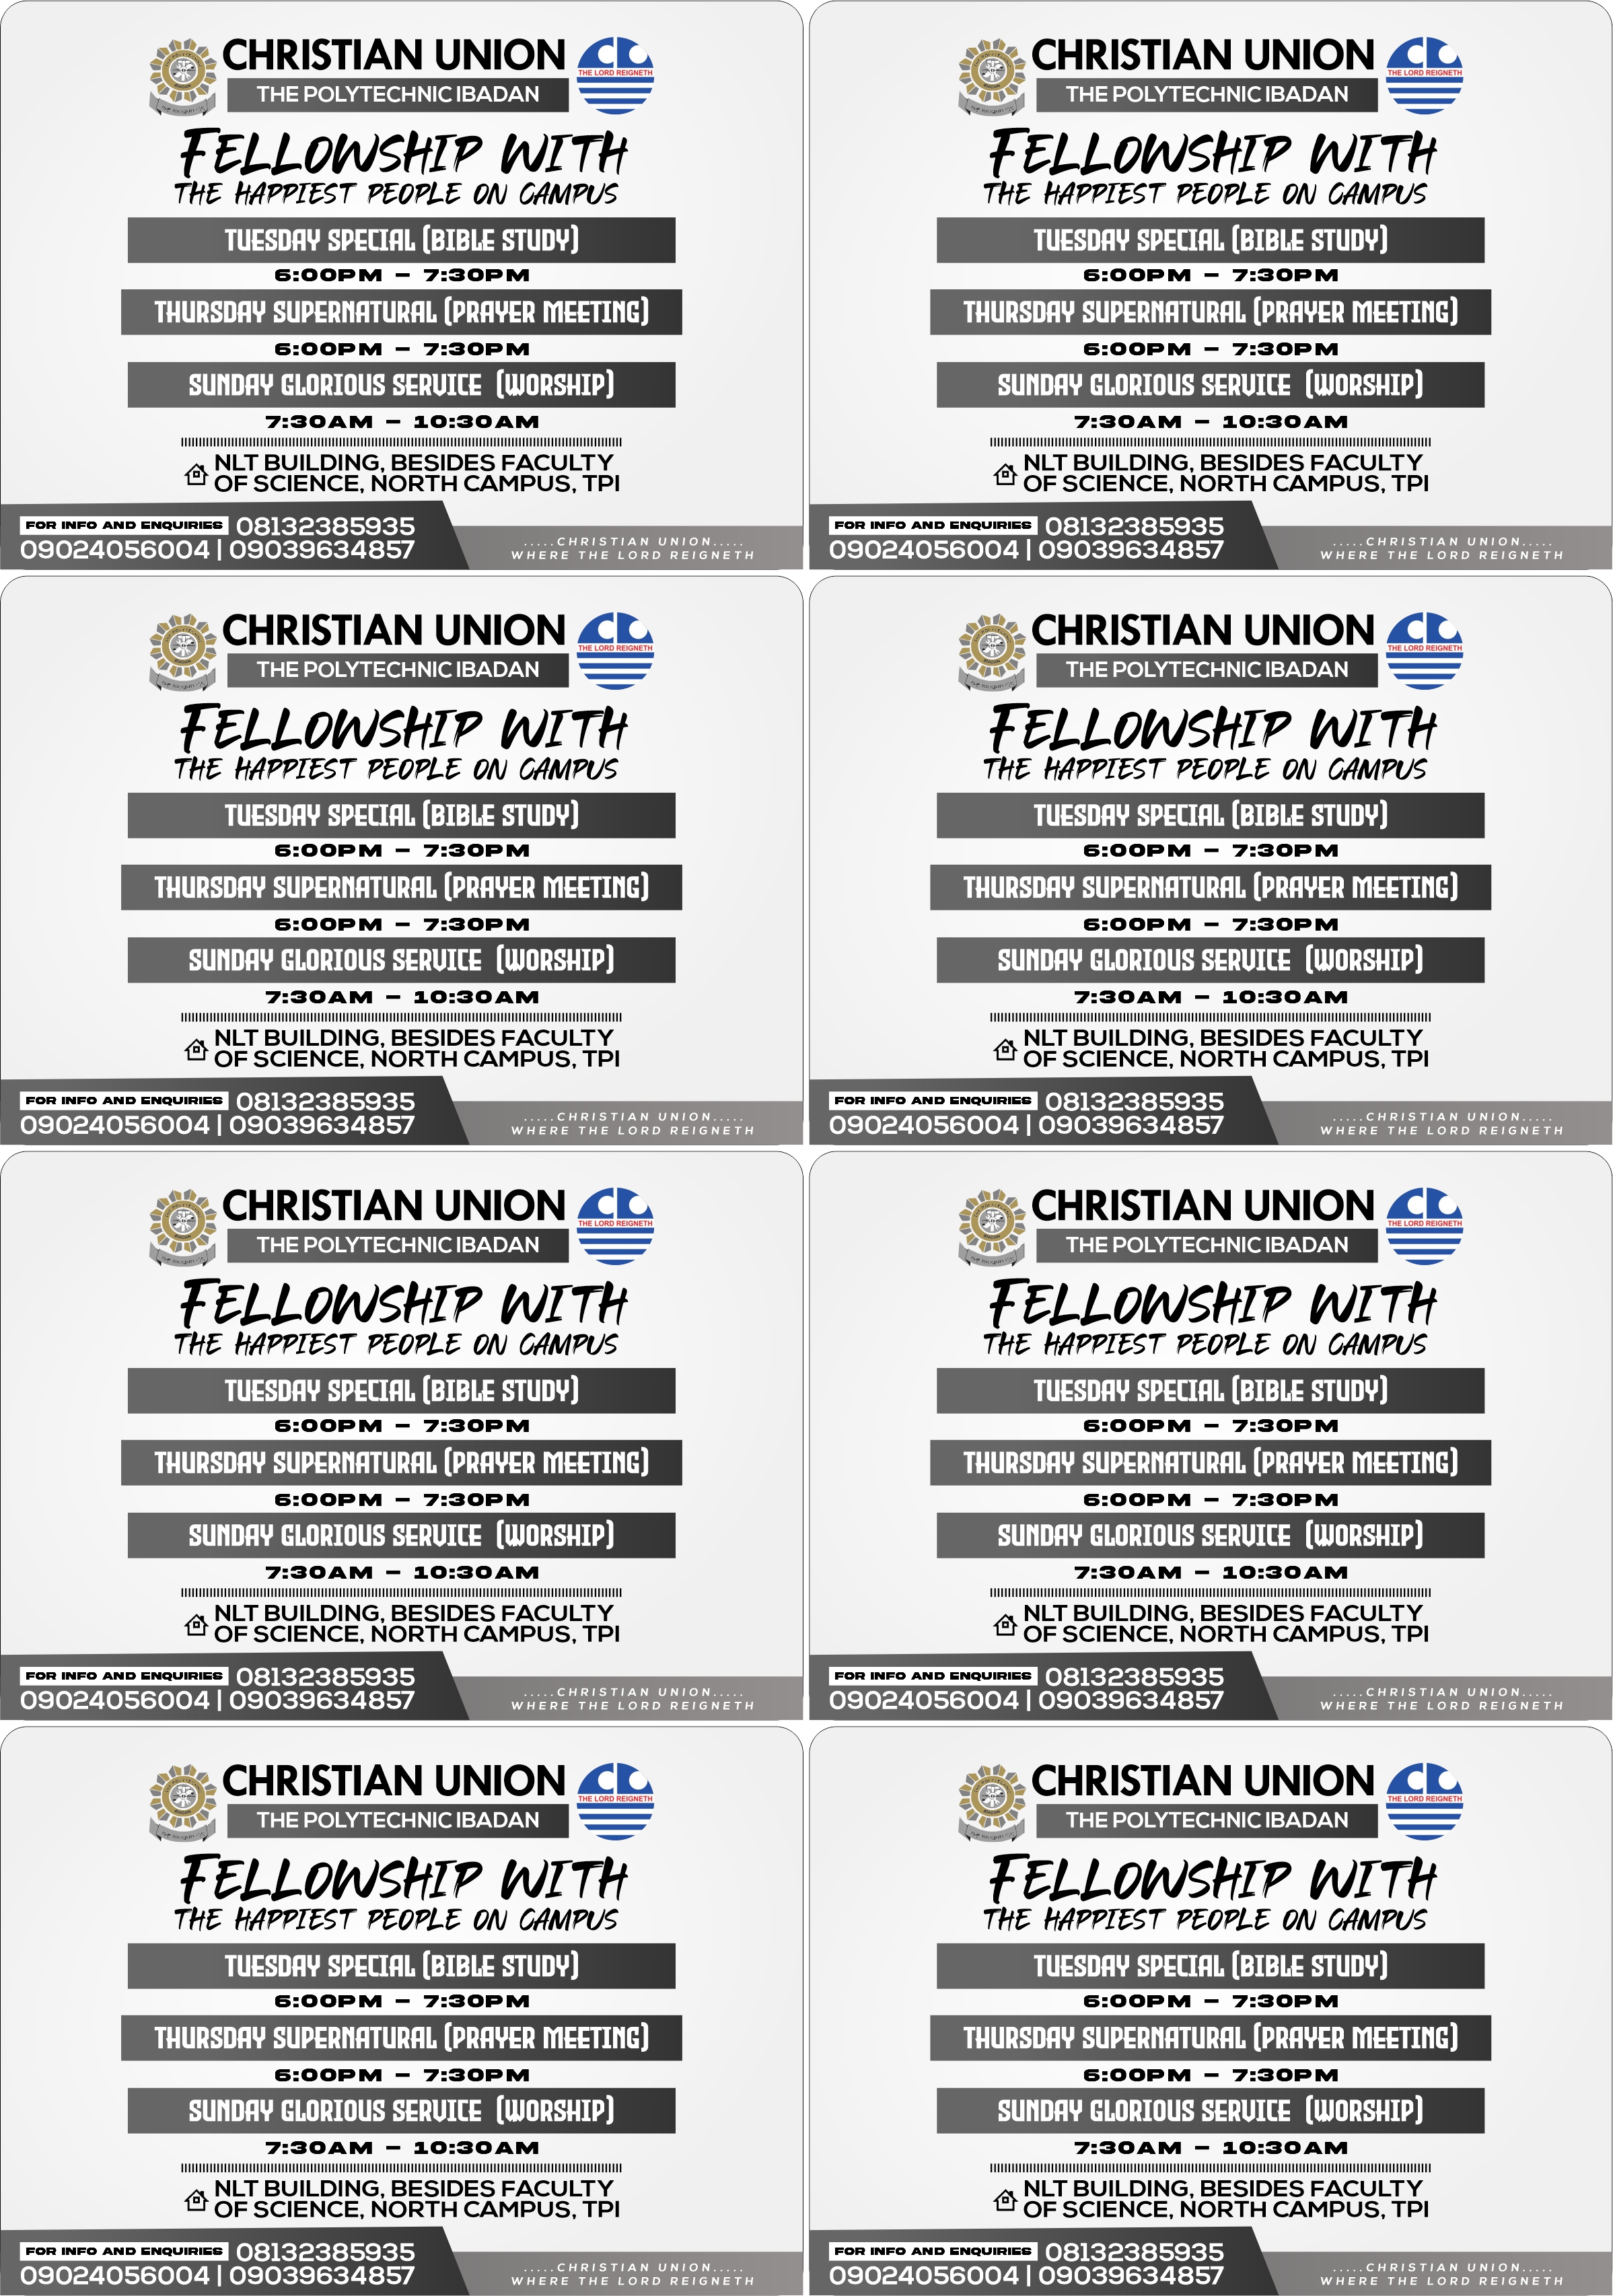 CHRISTIAN UNION
THE POLYTECHNIC IBADAN
THE LORD REIGNETH
FELLOWSHIP WITH
THE HAPPIEST PEOPLE ON CAMPUS
TUESDAY SPECIAL (BIBLE STUDY)
6:00PM – 7:30PM
THURSDAY SUPERNATURAL (PRAYER MEETING)
6:00PM – 7:30PM
SUNDAY GLORIOUS SERVICE (WORSHIP)
7:30AM – 10:30AM
NLT BUILDING, BESIDES FACULTY
OF SCIENCE, NORTH CAMPUS, TPI
FOR INFO AND ENQUIRIES 08132385935
09024056004 | 09039634857
.....CHRISTIAN UNION.....
WHERE THE LORD REIGNETH
CHRISTIAN UNION
THE POLYTECHNIC IBADAN
THE LORD REIGNETH
FELLOWSHIP WITH
THE HAPPIEST PEOPLE ON CAMPUS
TUESDAY SPECIAL (BIBLE STUDY)
6:00PM – 7:30PM
THURSDAY SUPERNATURAL (PRAYER MEETING)
6:00PM – 7:30PM
SUNDAY GLORIOUS SERVICE (WORSHIP)
7:30AM – 10:30AM
NLT BUILDING, BESIDES FACULTY
OF SCIENCE, NORTH CAMPUS, TPI
FOR INFO AND ENQUIRIES 08132385935
09024056004 | 09039634857
.....CHRISTIAN UNION.....
WHERE THE LORD REIGNETH
CHRISTIAN UNION
THE POLYTECHNIC IBADAN
THE LORD REIGNETH
FELLOWSHIP WITH
THE HAPPIEST PEOPLE ON CAMPUS
TUESDAY SPECIAL (BIBLE STUDY)
6:00PM – 7:30PM
THURSDAY SUPERNATURAL (PRAYER MEETING)
6:00PM – 7:30PM
SUNDAY GLORIOUS SERVICE (WORSHIP)
7:30AM – 10:30AM
NLT BUILDING, BESIDES FACULTY
OF SCIENCE, NORTH CAMPUS, TPI
FOR INFO AND ENQUIRIES 08132385935
09024056004 | 09039634857
.....CHRISTIAN UNION.....
WHERE THE LORD REIGNETH
CHRISTIAN UNION
THE POLYTECHNIC IBADAN
THE LORD REIGNETH
FELLOWSHIP WITH
THE HAPPIEST PEOPLE ON CAMPUS
TUESDAY SPECIAL (BIBLE STUDY)
6:00PM – 7:30PM
THURSDAY SUPERNATURAL (PRAYER MEETING)
6:00PM – 7:30PM
SUNDAY GLORIOUS SERVICE (WORSHIP)
7:30AM – 10:30AM
NLT BUILDING, BESIDES FACULTY
OF SCIENCE, NORTH CAMPUS, TPI
FOR INFO AND ENQUIRIES 08132385935
09024056004 | 09039634857
.....CHRISTIAN UNION.....
WHERE THE LORD REIGNETH
CHRISTIAN UNION
THE POLYTECHNIC IBADAN
THE LORD REIGNETH
FELLOWSHIP WITH
THE HAPPIEST PEOPLE ON CAMPUS
TUESDAY SPECIAL (BIBLE STUDY)
6:00PM – 7:30PM
THURSDAY SUPERNATURAL (PRAYER MEETING)
6:00PM – 7:30PM
SUNDAY GLORIOUS SERVICE (WORSHIP)
7:30AM – 10:30AM
NLT BUILDING, BESIDES FACULTY
OF SCIENCE, NORTH CAMPUS, TPI
FOR INFO AND ENQUIRIES 08132385935
09024056004 | 09039634857
.....CHRISTIAN UNION.....
WHERE THE LORD REIGNETH
CHRISTIAN UNION
THE POLYTECHNIC IBADAN
THE LORD REIGNETH
FELLOWSHIP WITH
THE HAPPIEST PEOPLE ON CAMPUS
TUESDAY SPECIAL (BIBLE STUDY)
6:00PM – 7:30PM
THURSDAY SUPERNATURAL (PRAYER MEETING)
6:00PM – 7:30PM
SUNDAY GLORIOUS SERVICE (WORSHIP)
7:30AM – 10:30AM
NLT BUILDING, BESIDES FACULTY
OF SCIENCE, NORTH CAMPUS, TPI
FOR INFO AND ENQUIRIES 08132385935
09024056004 | 09039634857
.....CHRISTIAN UNION.....
WHERE THE LORD REIGNETH
CHRISTIAN UNION
THE POLYTECHNIC IBADAN
THE LORD REIGNETH
FELLOWSHIP WITH
THE HAPPIEST PEOPLE ON CAMPUS
TUESDAY SPECIAL (BIBLE STUDY)
6:00PM – 7:30PM
THURSDAY SUPERNATURAL (PRAYER MEETING)
6:00PM – 7:30PM
SUNDAY GLORIOUS SERVICE (WORSHIP)
7:30AM – 10:30AM
NLT BUILDING, BESIDES FACULTY
OF SCIENCE, NORTH CAMPUS, TPI
FOR INFO AND ENQUIRIES 08132385935
09024056004 | 09039634857
.....CHRISTIAN UNION.....
WHERE THE LORD REIGNETH
CHRISTIAN UNION
THE POLYTECHNIC IBADAN
THE LORD REIGNETH
FELLOWSHIP WITH
THE HAPPIEST PEOPLE ON CAMPUS
TUESDAY SPECIAL (BIBLE STUDY)
6:00PM – 7:30PM
THURSDAY SUPERNATURAL (PRAYER MEETING)
6:00PM – 7:30PM
SUNDAY GLORIOUS SERVICE (WORSHIP)
7:30AM – 10:30AM
NLT BUILDING, BESIDES FACULTY
OF SCIENCE, NORTH CAMPUS, TPI
FOR INFO AND ENQUIRIES 08132385935
09024056004 | 09039634857
.....CHRISTIAN UNION.....
WHERE THE LORD REIGNETH